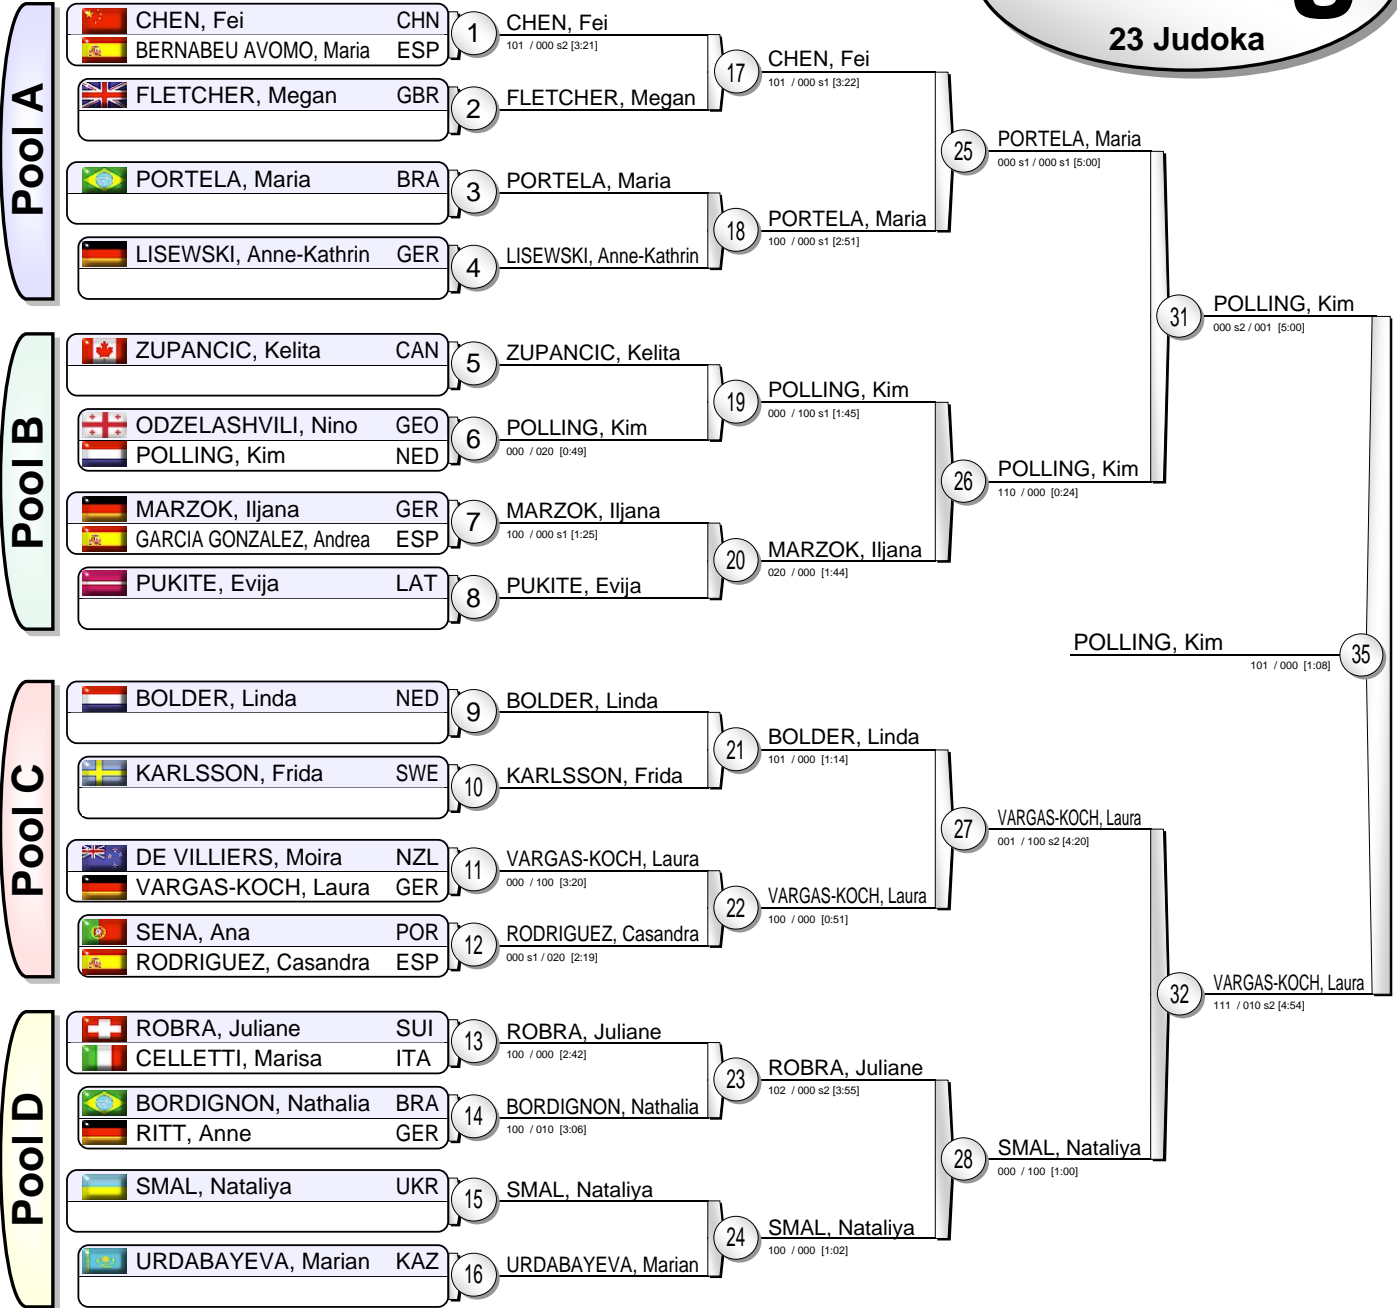 23 Judoka
Pool A
CHEN, Fei CHN
BERNABEU AVOMO, Maria ESP
1
CHEN, Fei
101 / 000 s2 [3:21]
FLETCHER, Megan GBR
2
FLETCHER, Megan
17
CHEN, Fei
101 / 000 s1 [3:22]
PORTELA, Maria BRA
3
PORTELA, Maria
LISEWSKI, Anne-Kathrin GER
4
LISEWSKI, Anne-Kathrin
18
PORTELA, Maria
100 / 000 s1 [2:51]
25
PORTELA, Maria
000 s1 / 000 s1 [5:00]
Pool B
ZUPANCIC, Kelita CAN
5
ZUPANCIC, Kelita
ODZELASHVILI, Nino GEO
POLLING, Kim NED
6
POLLING, Kim
000 / 020 [0:49]
19
POLLING, Kim
000 / 100 s1 [1:45]
MARZOK, Iljana GER
GARCIA GONZALEZ, Andrea ESP
7
MARZOK, Iljana
100 / 000 s1 [1:25]
PUKITE, Evija LAT
8
PUKITE, Evija
20
MARZOK, Iljana
020 / 000 [1:44]
26
POLLING, Kim
110 / 000 [0:24]
31
POLLING, Kim
000 s2 / 001 [5:00]
POLLING, Kim
101 / 000 [1:08]
35
Pool C
BOLDER, Linda NED
9
BOLDER, Linda
KARLSSON, Frida SWE
10
KARLSSON, Frida
21
BOLDER, Linda
101 / 000 [1:14]
DE VILLIERS, Moira NZL
VARGAS-KOCH, Laura GER
11
VARGAS-KOCH, Laura
000 / 100 [3:20]
SENA, Ana POR
RODRIGUEZ, Casandra ESP
12
RODRIGUEZ, Casandra
000 s1 / 020 [2:19]
22
VARGAS-KOCH, Laura
100 / 000 [0:51]
27
VARGAS-KOCH, Laura
001 / 100 s2 [4:20]
Pool D
ROBRA, Juliane SUI
CELLETTI, Marisa ITA
13
ROBRA, Juliane
100 / 000 [2:42]
BORDIGNON, Nathalia BRA
RITT, Anne GER
14
BORDIGNON, Nathalia
100 / 010 [3:06]
23
ROBRA, Juliane
102 / 000 s2 [3:55]
SMAL, Nataliya UKR
15
SMAL, Nataliya
URDABAYEVA, Marian KAZ
16
URDABAYEVA, Marian
24
SMAL, Nataliya
100 / 000 [1:02]
28
SMAL, Nataliya
000 / 100 [1:00]
32
VARGAS-KOCH, Laura
111 / 010 s2 [4:54]